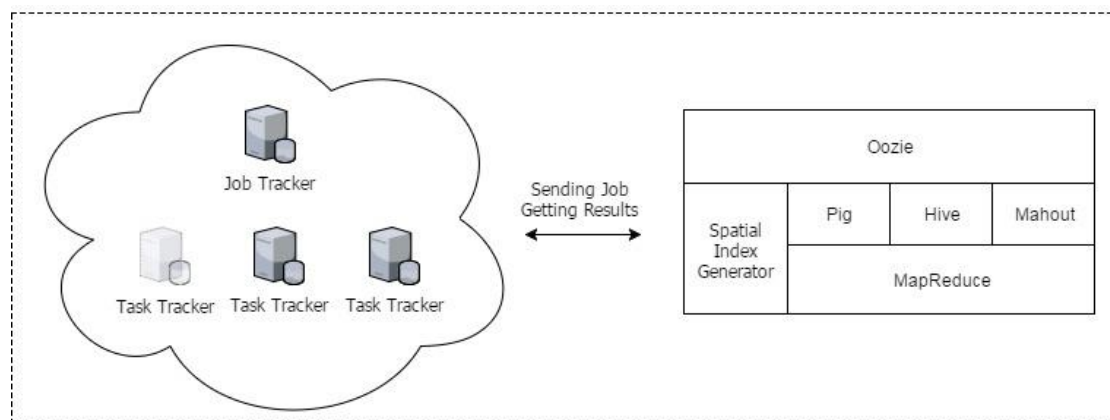 Job Tracker
Task Tracker
Task Tracker
Task Tracker
Sending Job
Getting Results
Oozie
Spatial
Index
Generator
Pig
Hive
Mahout
MapReduce